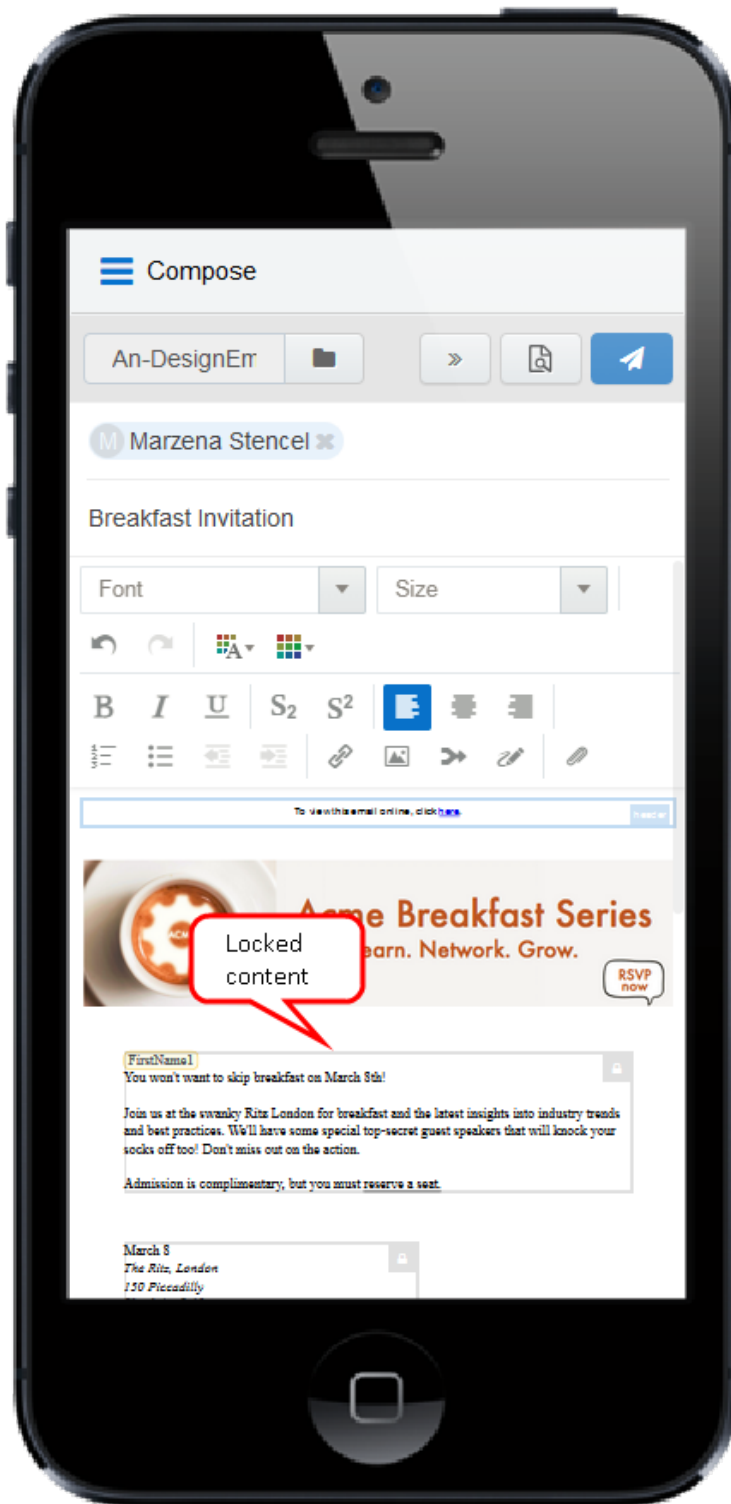 Compose
An-DesignEm
M Marzena Stencel
Breakfast Invitation
Font Size
A
B I U S2 S2
To view this email online, click here.
header
ACM
Acme Breakfast Series
Learn. Network. Grow.
RSVP
now
Locked
content
FirstName1
You won't want to skip breakfast on March 8th!
Join us at the swanky Ritz London for breakfast and the latest insights into industry trends
and best practices. We'll have some special top-secret guest speakers that will knock your
socks off too! Don't miss out on the action.
Admission is complimentary, but you must reserve a seat.
March 8
The Ritz, London
150 Piccadilly